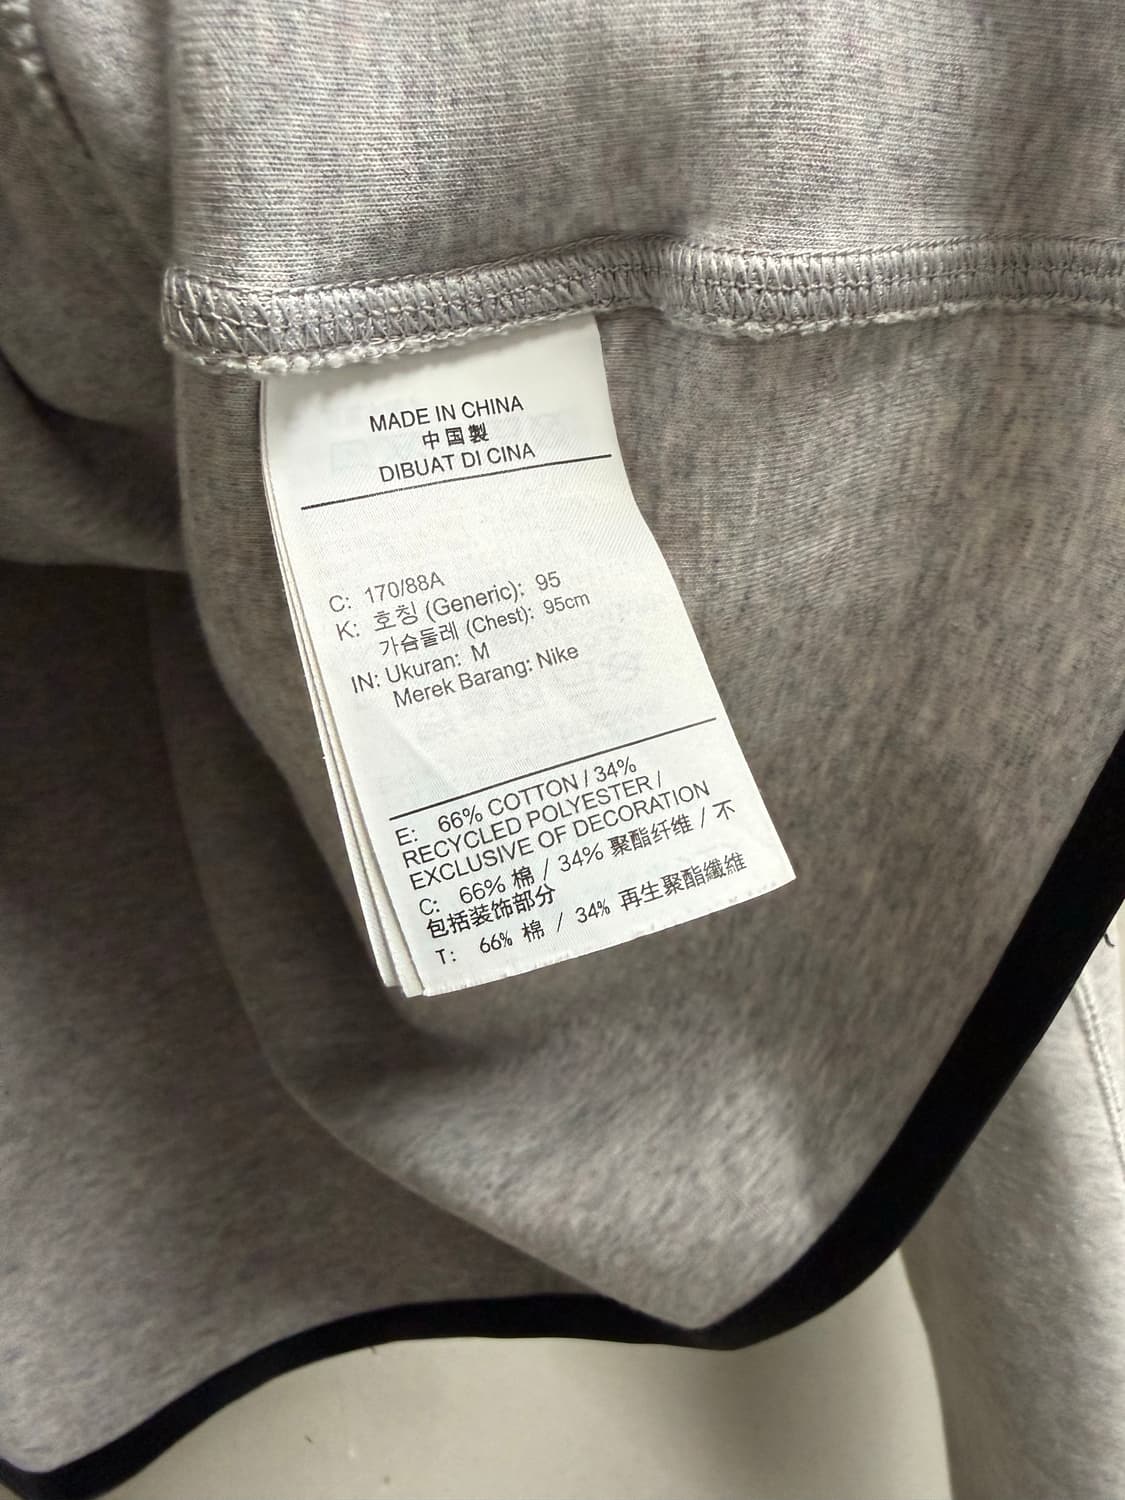 MADE IN CHINA
中国製
DIBUAT DI CINA
C: 170/88A
K: 호칭 (Generic): 95
가슴둘레 (Chest): 95cm
IN: Ukuran: M
Merek Barang: Nike
E: 66% COTTON / 34%
RECYCLED POLYESTER /
EXCLUSIVE OF DECORATION
C: 66% 棉 / 34% 聚酯纤维 / 不
包括装饰部分
T: 66% 棉 / 34% 再生聚酯纖維